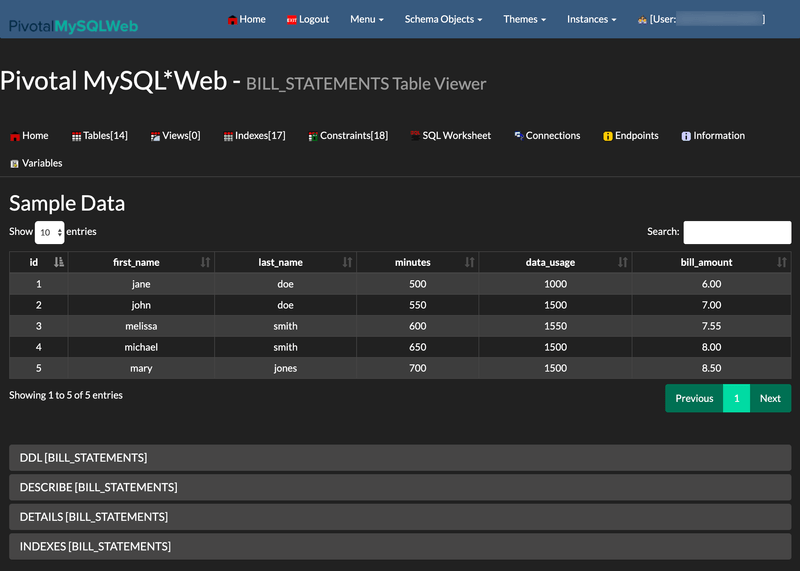 PivotalMySQLWeb Home EXIT Logout Menu Schema Objects Themes Instances [User: ]
Pivotal MySQL*Web - BILL_STATEMENTS Table Viewer
Home Tables[14] Views[0] Indexes[17] Constraints[18] SQL Worksheet Connections Endpoints Information
Variables
Sample Data
Show 10 entries Search:
id first_name last_name minutes data_usage bill_amount
1 jane doe 500 1000 6.00
2 john doe 550 1500 7.00
3 melissa smith 600 1550 7.55
4 michael smith 650 1500 8.00
5 mary jones 700 1500 8.50
Showing 1 to 5 of 5 entries Previous 1 Next
DDL [BILL_STATEMENTS]
DESCRIBE [BILL_STATEMENTS]
DETAILS [BILL_STATEMENTS]
INDEXES [BILL_STATEMENTS]